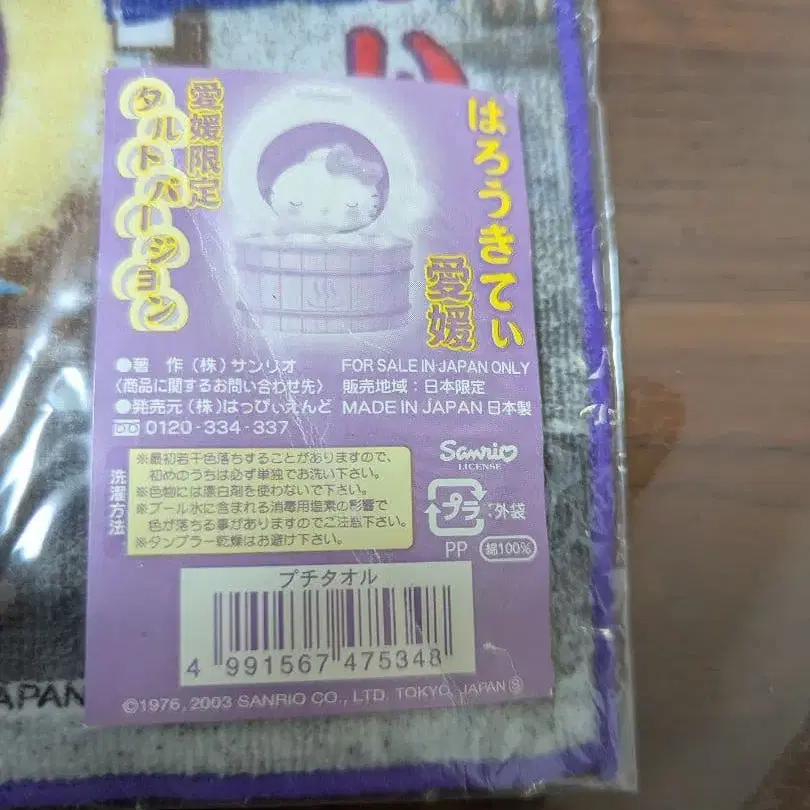 はろうきてぃ
愛媛
愛媛限定
タルトバージョン
●著 作(株)サンリオ
〈商品に関するお問い合わせ先〉
●発売元(株)はっぴぃえんど
0120-334-337
FOR SALE IN JAPAN ONLY
販売地域:日本限定
MADE IN JAPAN 日本製
洗濯方法
※最初若干色落ちすることがありますので、
初めのうちは必ず単独でお洗い下さい。
※色物には漂白剤を使わないで下さい。
※プール水に含まれる消毒用塩素の影響で
色が落ちる事がありますのでご注意下さい。
※タンブラー乾燥はお避け下さい。
Sanrio
LICENSE
プラ:外袋
PP 綿100%
プチタオル
4 991567 475348
©1976, 2003 SANRIO CO., LTD. TOKYO, JAPAN Ⓢ
い
APAN